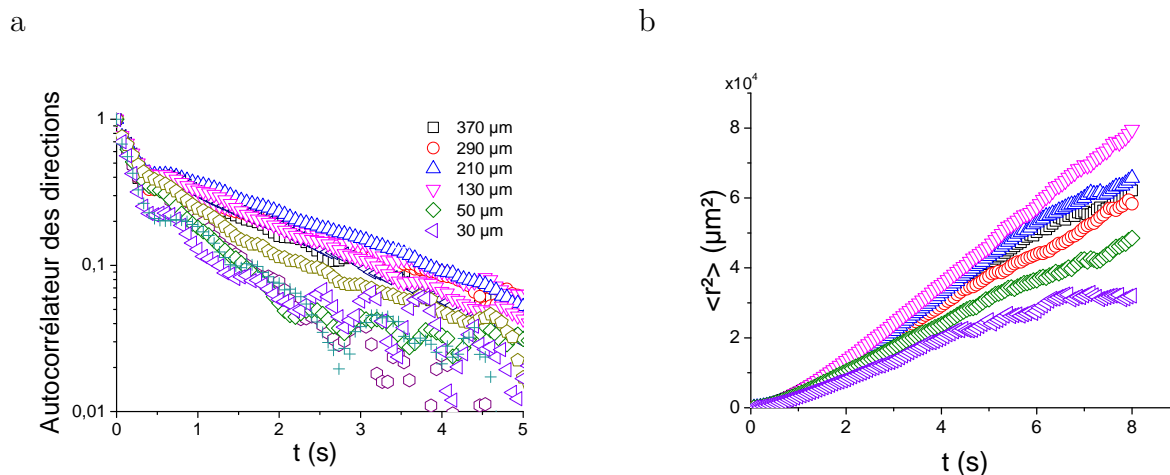 a
b
Autocorrélateur des directions
1
0,1
0,01
0
1
2
3
4
5
t (s)
370 µm
290 µm
210 µm
130 µm
50 µm
30 µm
<r²> (µm²)
x10⁴
8
6
4
2
0
0
2
4
6
8
t (s)